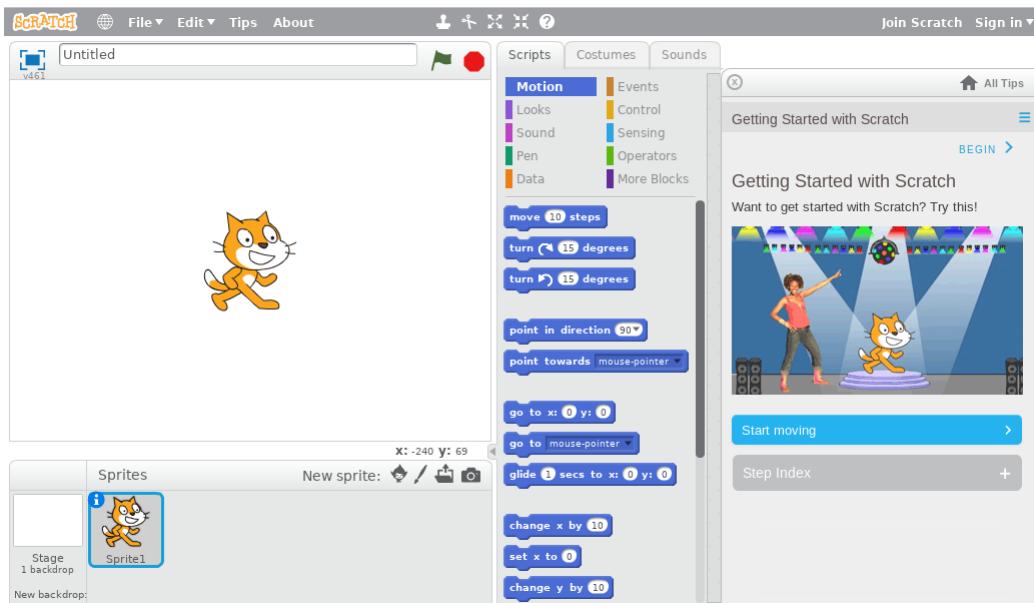 SCRATCH File Edit Tips About Join Scratch Sign in
v461
Untitled
x: -240 y: 69
Sprites New sprite:
Sprite1
Stage
1 backdrop
New backdrop:
Scripts Costumes Sounds
Motion Events
Looks Control
Sound Sensing
Pen Operators
Data More Blocks
move 10 steps
turn 15 degrees
turn 15 degrees
point in direction 90
point towards mouse-pointer
go to x: 0 y: 0
go to mouse-pointer
glide 1 secs to x: 0 y: 0
change x by 10
set x to 0
change y by 10
All Tips
Getting Started with Scratch
BEGIN
Getting Started with Scratch
Want to get started with Scratch? Try this!
Start moving
Step Index